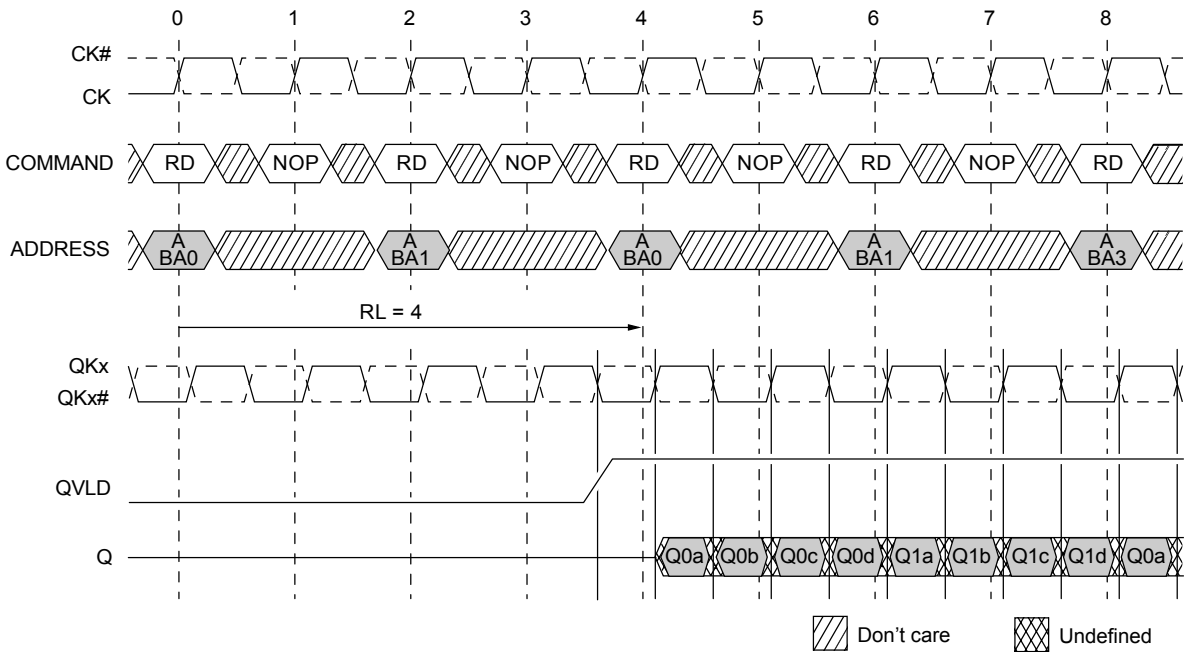 0 1 2 3 4 5 6 7 8
CK#
CK
COMMAND RD NOP RD NOP RD NOP RD NOP RD
ADDRESS A BA0 A BA1 A BA0 A BA1 A BA3
RL = 4
QKx
QKx#
QVLD
Q Q0a Q0b Q0c Q0d Q1a Q1b Q1c Q1d Q0a
Don't care Undefined